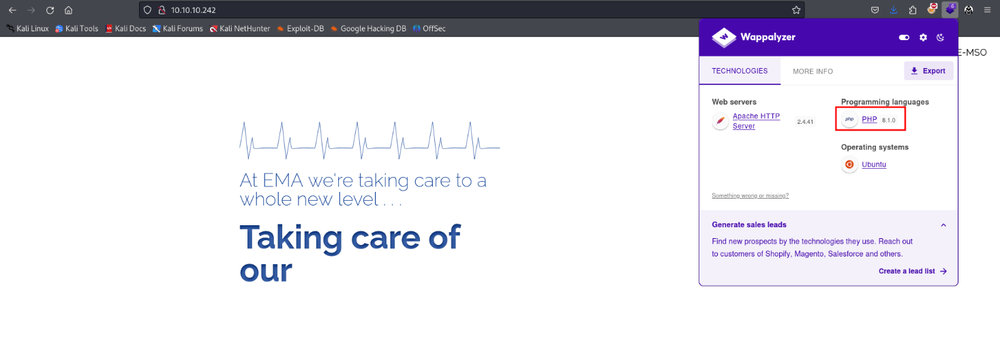 10.10.10.242
6
Kali Linux Kali Tools Kali Docs Kali Forums Kali NetHunter Exploit-DB Google Hacking DB OffSec
Wappalyzer
E-MSO
TECHNOLOGIES MORE INFO Export
Web servers Programming languages
Apache HTTP Server 2.4.41 php PHP 8.1.0
Operating systems
Ubuntu
Something wrong or missing?
Generate sales leads
Find new prospects by the technologies they use. Reach out
to customers of Shopify, Magento, Salesforce and others.
Create a lead list
At EMA we're taking care to a
whole new level . . .
Taking care of
our